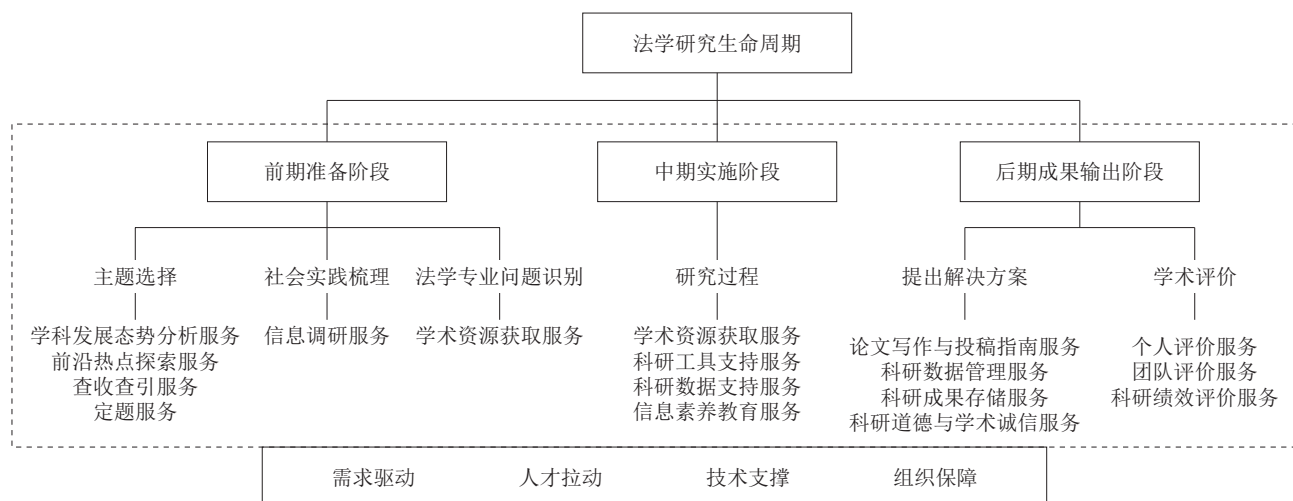 法学研究生命周期
前期准备阶段
中期实施阶段
后期成果输出阶段
主题选择
社会实践梳理
法学专业问题识别
研究过程
提出解决方案
学术评价
学科发展态势分析服务
前沿热点探索服务
查收查引服务
定题服务
信息调研服务
学术资源获取服务
学术资源获取服务
科研工具支持服务
科研数据支持服务
信息素养教育服务
论文写作与投稿指南服务
科研数据管理服务
科研成果存储服务
科研道德与学术诚信服务
个人评价服务
团队评价服务
科研绩效评价服务
需求驱动
人才拉动
技术支撑
组织保障